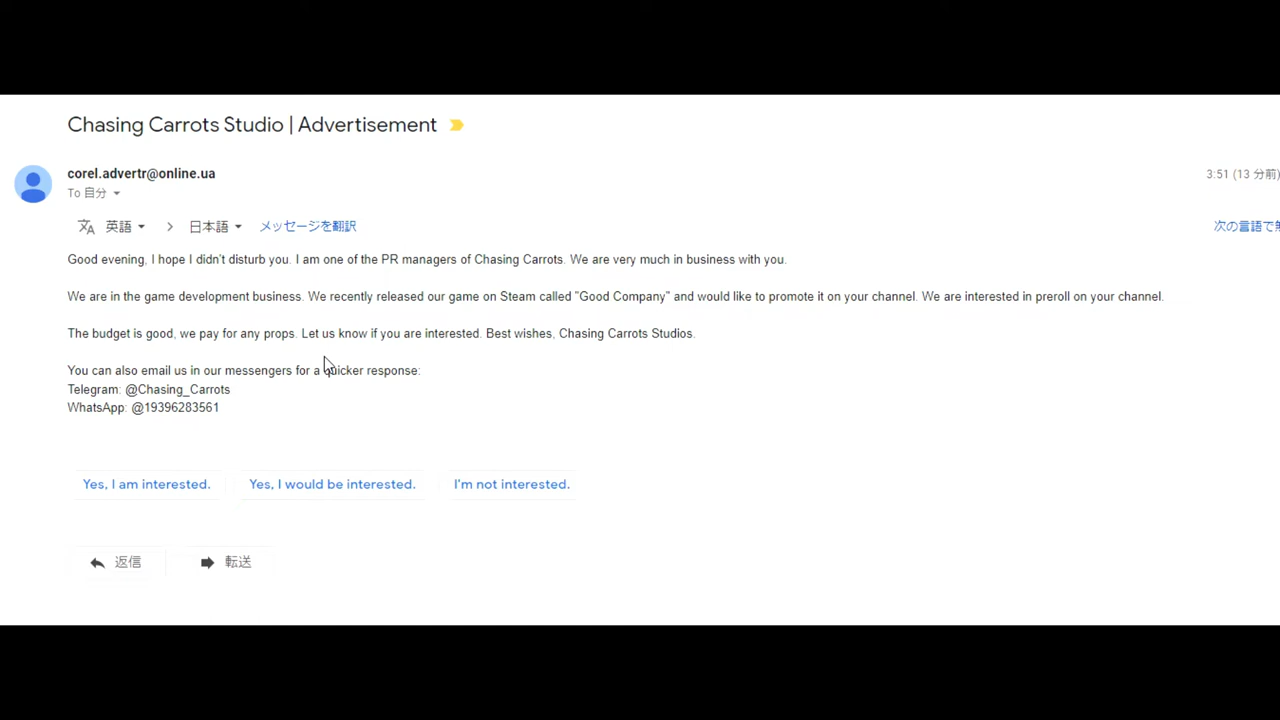 Chasing Carrots Studio | Advertisement
corel.advertr@online.ua
3:51 (13 分前)
To 自分
英語 > 日本語 メッセージを翻訳
次の言語で
Good evening, I hope I didn't disturb you. I am one of the PR managers of Chasing Carrots. We are very much in business with you.
We are in the game development business. We recently released our game on Steam called "Good Company" and would like to promote it on your channel. We are interested in preroll on your channel.
The budget is good, we pay for any props. Let us know if you are interested. Best wishes, Chasing Carrots Studios.
You can also email us in our messengers for a quicker response:
Telegram: @Chasing_Carrots
WhatsApp: @19396283561
Yes, I am interested. Yes, I would be interested. I'm not interested.
返信 転送